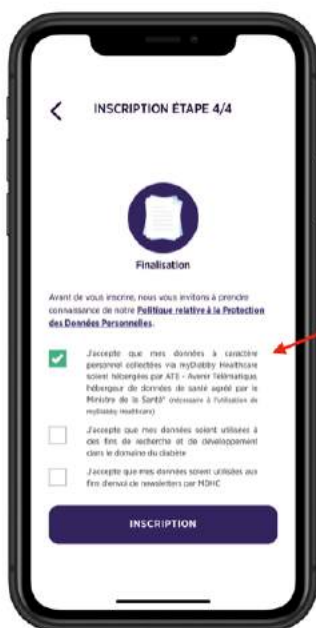 INSCRIPTION ÉTAPE 4/4
Finalisation
Avant de vous inscrire, nous vous invitons à prendre
connaissance de notre Politique relative à la Protection
des Données Personnelles.
J'accepte que mes données à caractère
personnel collectées via myDiabby Healthcare
soient hébergées par ATE - Avenir Télématique,
hébergeur de données de santé agréé par le
Ministre de la Santé* (nécessaire à l'utilisation de
myDiabby Healthcare)
J'accepte que mes données soient utilisées à
des fins de recherche et de développement
dans le domaine du diabète
J'accepte que mes données soient utilisées aux
fins d'envoi de newsletters par MDHC
INSCRIPTION